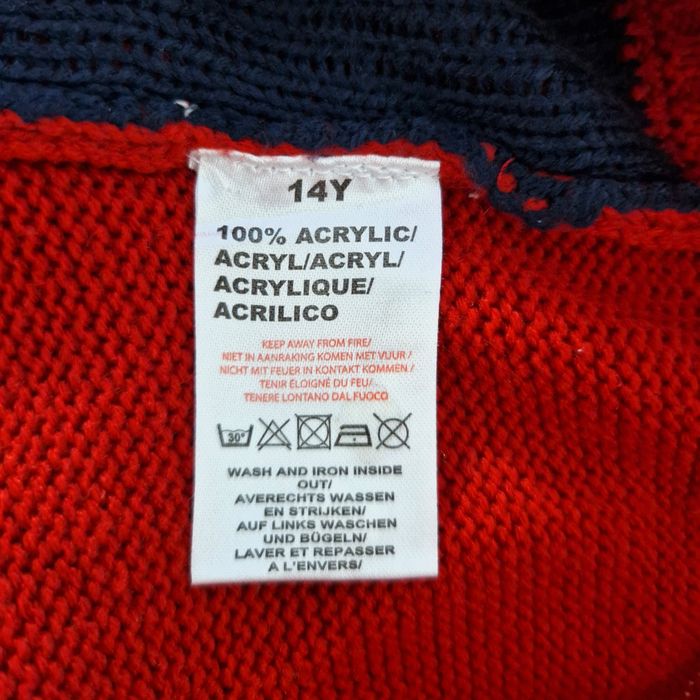 14Y
100% ACRYLIC/
ACRYL/ACRYL/
ACRYLIQUE/
ACRILICO
KEEP AWAY FROM FIRE/
NIET IN AANRAKING KOMEN MET VUUR /
NICHT MIT FEUER IN KONTAKT KOMMEN /
TENIR ÉLOIGNÉ DU FEU/
TENERE LONTANO DAL FUOCO
30°
WASH AND IRON INSIDE
OUT/
AVERECHTS WASSEN
EN STRIJKEN/
AUF LINKS WASCHEN
UND BÜGELN/
LAVER ET REPASSER
A L'ENVERS/